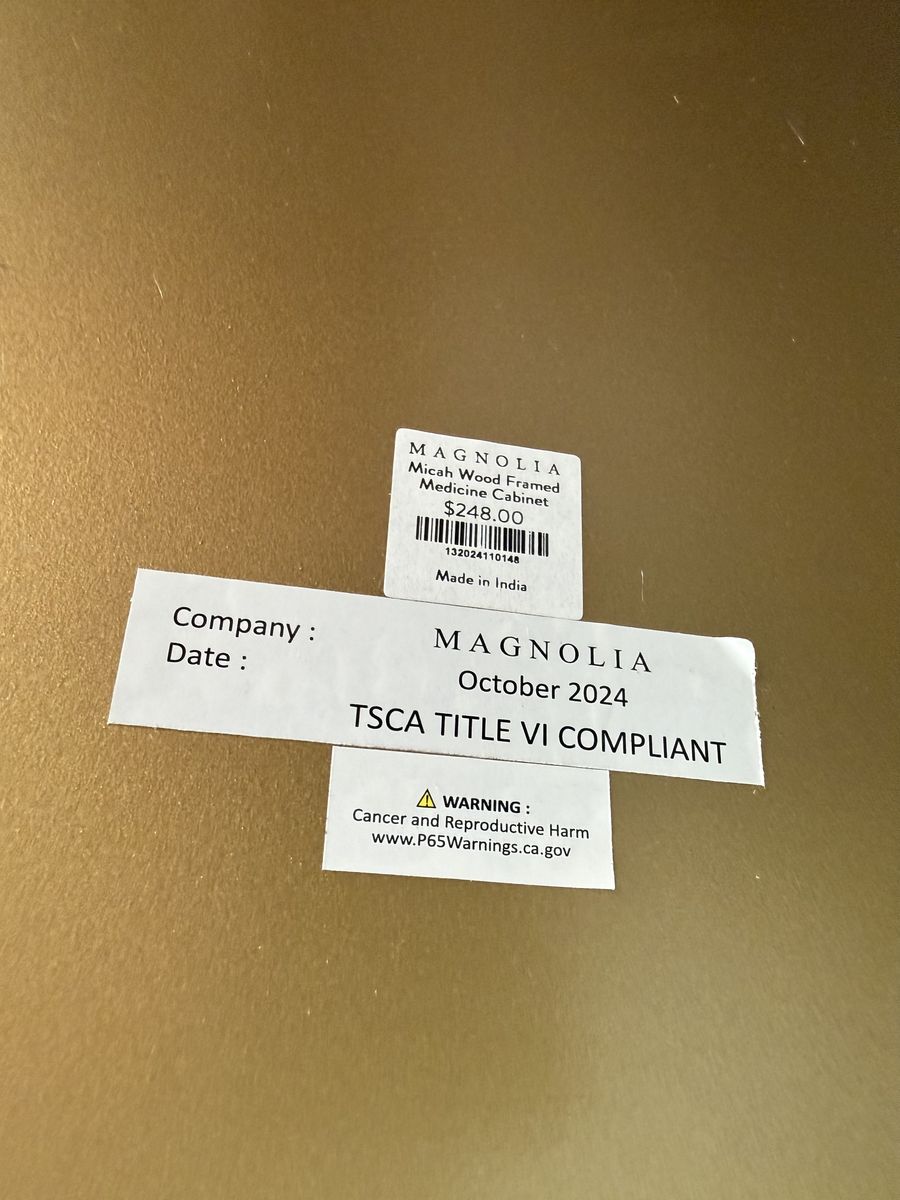 MAGNOLIA
Micah Wood Framed
Medicine Cabinet
$248.00
132024110148
Made in India
Company : MAGNOLIA
Date : October 2024
TSCA TITLE VI COMPLIANT
⚠ WARNING :
Cancer and Reproductive Harm
www.P65Warnings.ca.gov